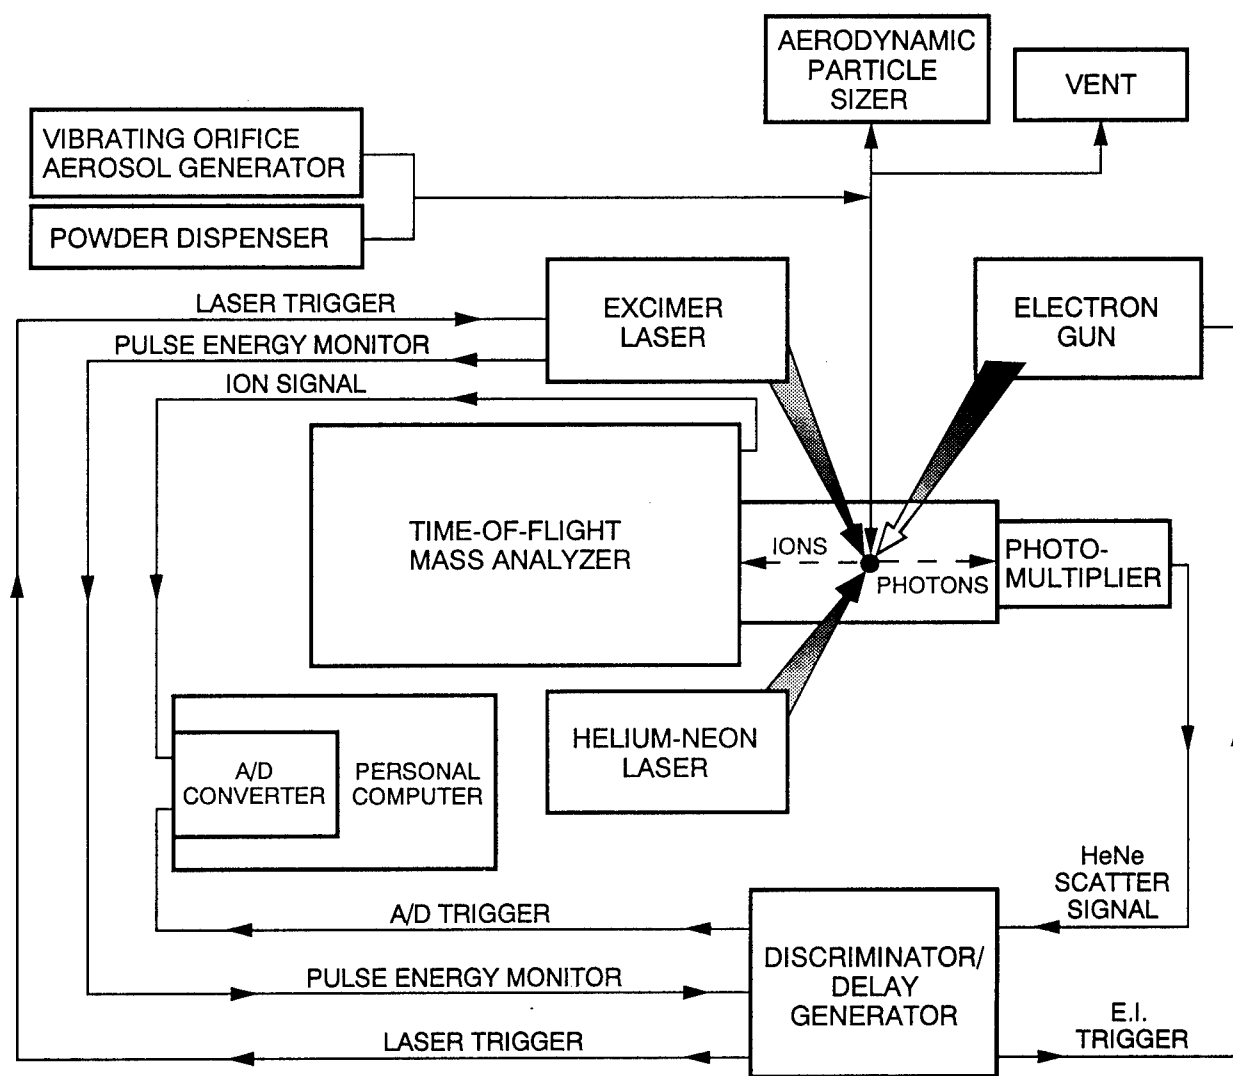 AERODYNAMIC
PARTICLE
SIZER
VENT
VIBRATING ORIFICE
AEROSOL GENERATOR
POWDER DISPENSER
LASER TRIGGER
EXCIMER
LASER
ELECTRON
GUN
PULSE ENERGY MONITOR
ION SIGNAL
TIME-OF-FLIGHT
MASS ANALYZER
IONS
PHOTONS
PHOTO-
MULTIPLIER
HELIUM-NEON
LASER
A/D
CONVERTER
PERSONAL
COMPUTER
HeNe
SCATTER
SIGNAL
A/D TRIGGER
DISCRIMINATOR/
DELAY
GENERATOR
PULSE ENERGY MONITOR
LASER TRIGGER
E.I.
TRIGGER